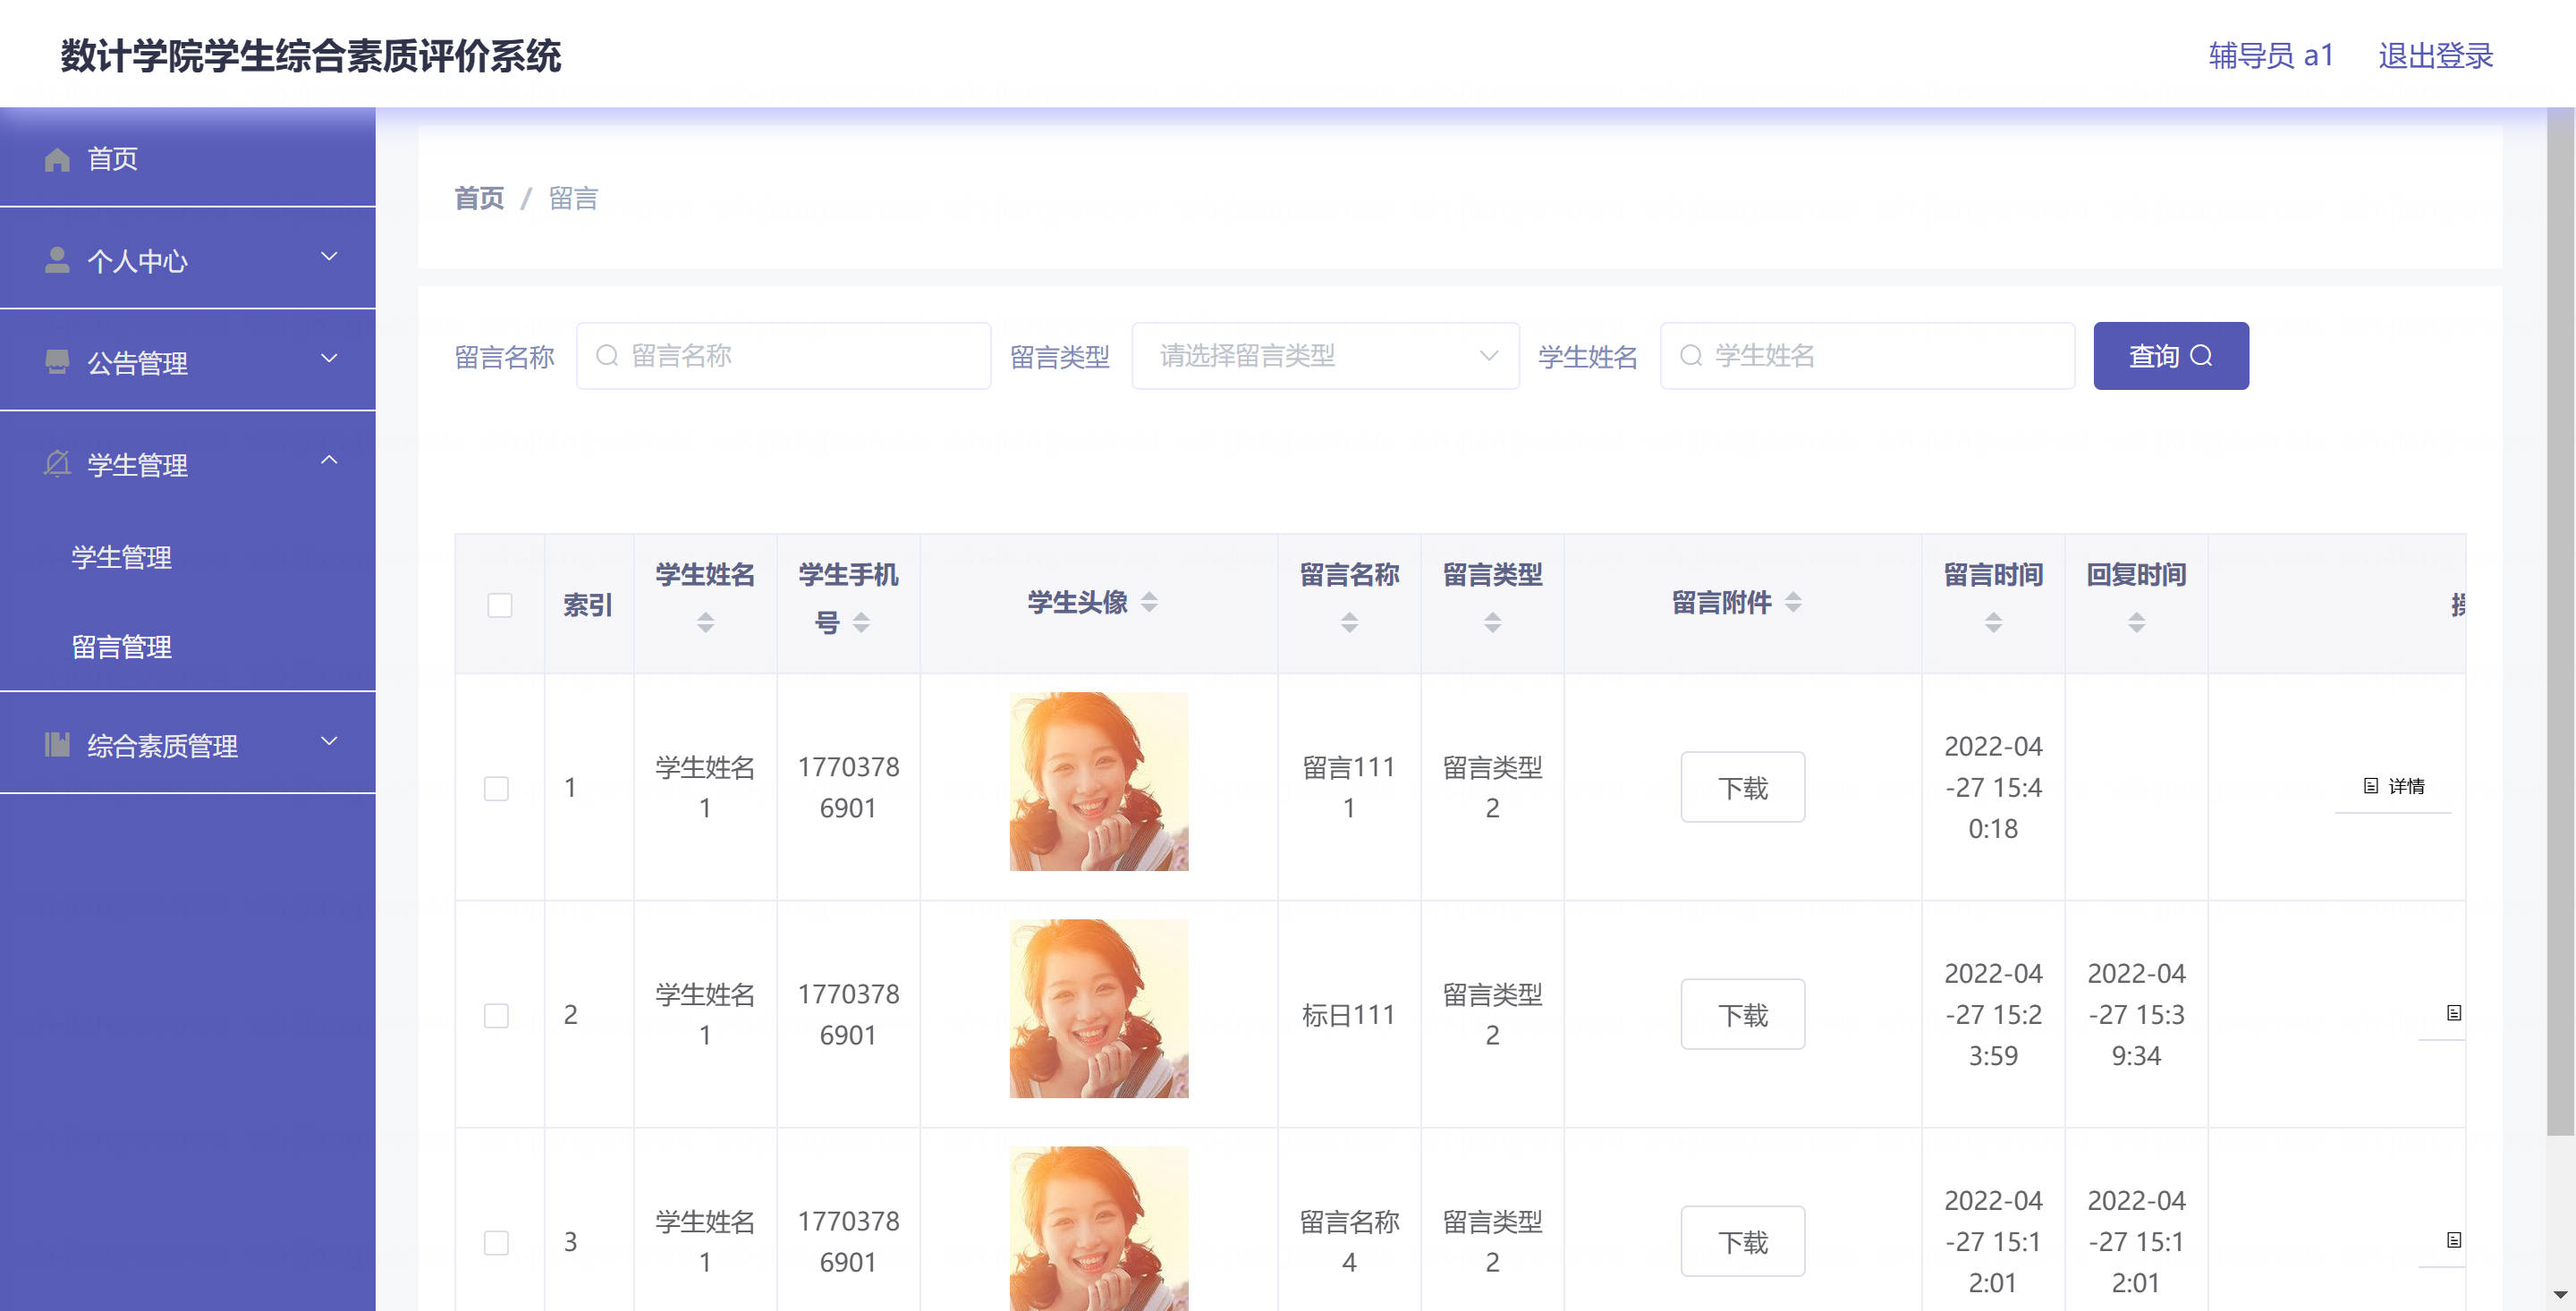 数计学院学生综合素质评价系统
辅导员 a1 退出登录
首页
个人中心
公告管理
学生管理
学生管理
留言管理
综合素质管理
首页 / 留言
留言名称 留言名称 留言类型 请选择留言类型 学生姓名 学生姓名 查询
索引 学生姓名 学生手机号 学生头像 留言名称 留言类型 留言附件 留言时间 回复时间
1 学生姓名1 17703786901 留言1111 留言类型2 下载 2022-04-27 15:40:18 详情
2 学生姓名1 17703786901 标日111 留言类型2 下载 2022-04-27 15:23:59 2022-04-27 15:39:34
3 学生姓名1 17703786901 留言名称4 留言类型2 下载 2022-04-27 15:12:01 2022-04-27 15:12:01